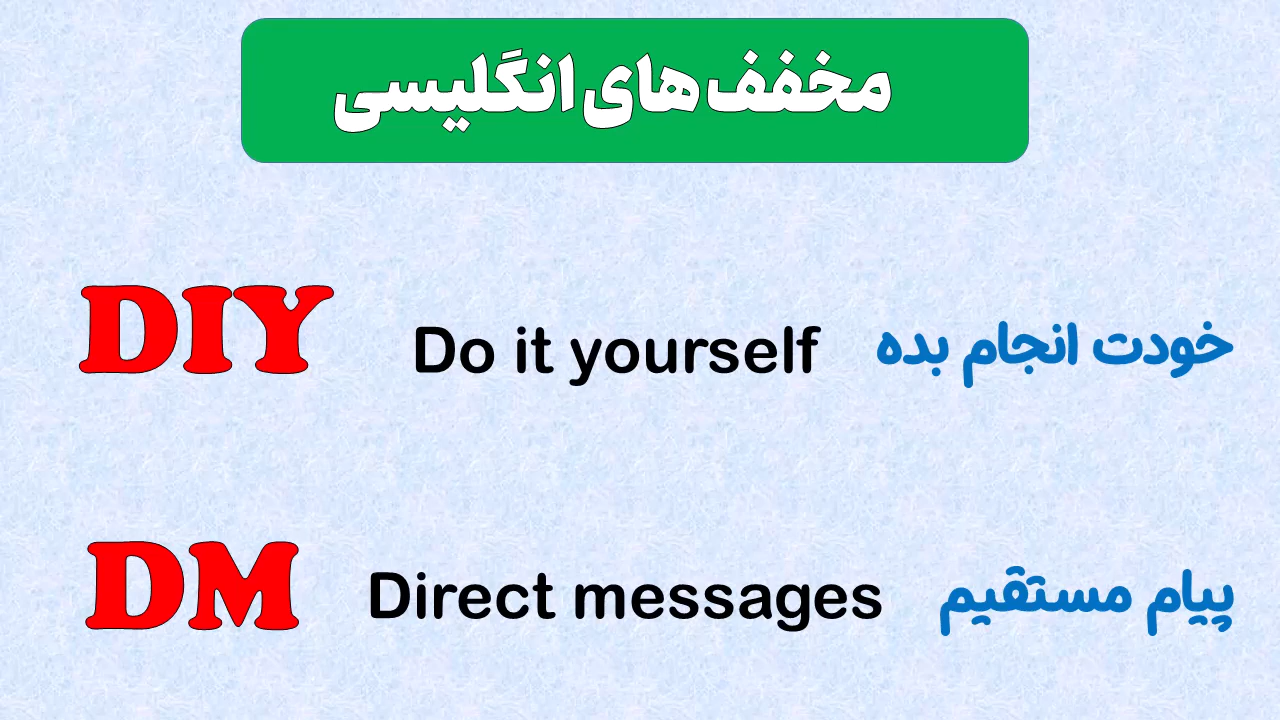 مخفف‌های انگلیسی
DIY Do it yourself خودت انجام بده
DM Direct messages پیام مستقیم